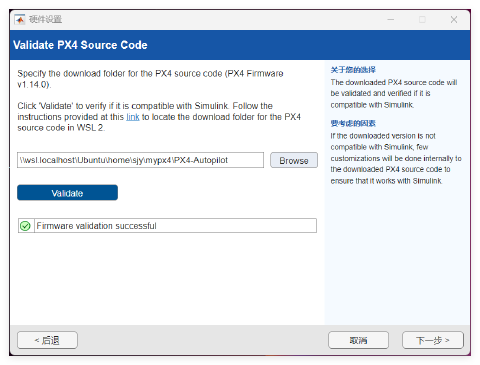 硬件设置
Validate PX4 Source Code
Specify the download folder for the PX4 source code (PX4 Firmware
v1.14.0).
Click 'Validate' to verify if it is compatible with Simulink. Follow the
instructions provided at this link to locate the download folder for the PX4
source code in WSL 2.
\\wsl.localhost\Ubuntu\home\sjy\mypx4\PX4-Autopilot
Browse
Validate
Firmware validation successful
关于您的选择
The downloaded PX4 source code will
be validated and verified if it is
compatible with Simulink.
要考虑的因素
If the downloaded version is not
compatible with Simulink, few
customizations will be done internally to
the downloaded PX4 source code to
ensure that it works with Simulink.
< 后退
取消
下一步 >